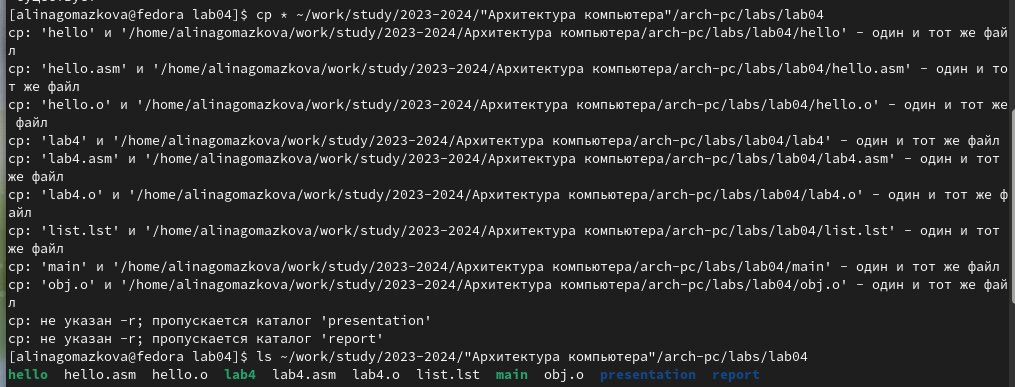 [alinagomazkova@fedora lab04]$ cp * ~/work/study/2023-2024/"Архитектура компьютера"/arch-pc/labs/lab04
cp: 'hello' и '/home/alinagomazkova/work/study/2023-2024/Архитектура компьютера/arch-pc/labs/lab04/hello' - один и тот же фай
л
cp: 'hello.asm' и '/home/alinagomazkova/work/study/2023-2024/Архитектура компьютера/arch-pc/labs/lab04/hello.asm' - один и то
т же файл
cp: 'hello.o' и '/home/alinagomazkova/work/study/2023-2024/Архитектура компьютера/arch-pc/labs/lab04/hello.o' - один и тот же
 файл
cp: 'lab4' и '/home/alinagomazkova/work/study/2023-2024/Архитектура компьютера/arch-pc/labs/lab04/lab4' - один и тот же файл
cp: 'lab4.asm' и '/home/alinagomazkova/work/study/2023-2024/Архитектура компьютера/arch-pc/labs/lab04/lab4.asm' - один и тот
же файл
cp: 'lab4.o' и '/home/alinagomazkova/work/study/2023-2024/Архитектура компьютера/arch-pc/labs/lab04/lab4.o' - один и тот же ф
айл
cp: 'list.lst' и '/home/alinagomazkova/work/study/2023-2024/Архитектура компьютера/arch-pc/labs/lab04/list.lst' - один и тот
же файл
cp: 'main' и '/home/alinagomazkova/work/study/2023-2024/Архитектура компьютера/arch-pc/labs/lab04/main' - один и тот же файл
cp: 'obj.o' и '/home/alinagomazkova/work/study/2023-2024/Архитектура компьютера/arch-pc/labs/lab04/obj.o' - один и тот же фай
л
cp: не указан -r; пропускается каталог 'presentation'
cp: не указан -r; пропускается каталог 'report'
[alinagomazkova@fedora lab04]$ ls ~/work/study/2023-2024/"Архитектура компьютера"/arch-pc/labs/lab04
hello hello.asm hello.o lab4 lab4.asm lab4.o list.lst main obj.o presentation report